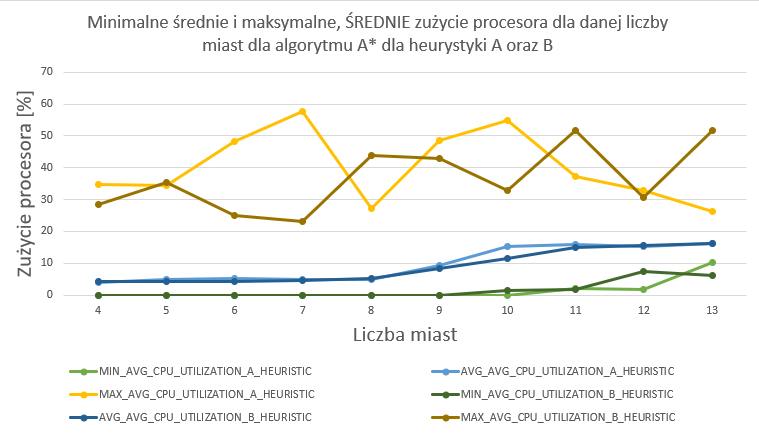 Minimalne średnie i maksymalne, ŚREDNIE zużycie procesora dla danej liczby
miast dla algorytmu A* dla heurystyki A oraz B
Zużycie procesora [%]
70
60
50
40
30
20
10
0
4 5 6 7 8 9 10 11 12 13
Liczba miast
MIN_AVG_CPU_UTILIZATION_A_HEURISTIC AVG_AVG_CPU_UTILIZATION_A_HEURISTIC
MAX_AVG_CPU_UTILIZATION_A_HEURISTIC MIN_AVG_CPU_UTILIZATION_B_HEURISTIC
AVG_AVG_CPU_UTILIZATION_B_HEURISTIC MAX_AVG_CPU_UTILIZATION_B_HEURISTIC